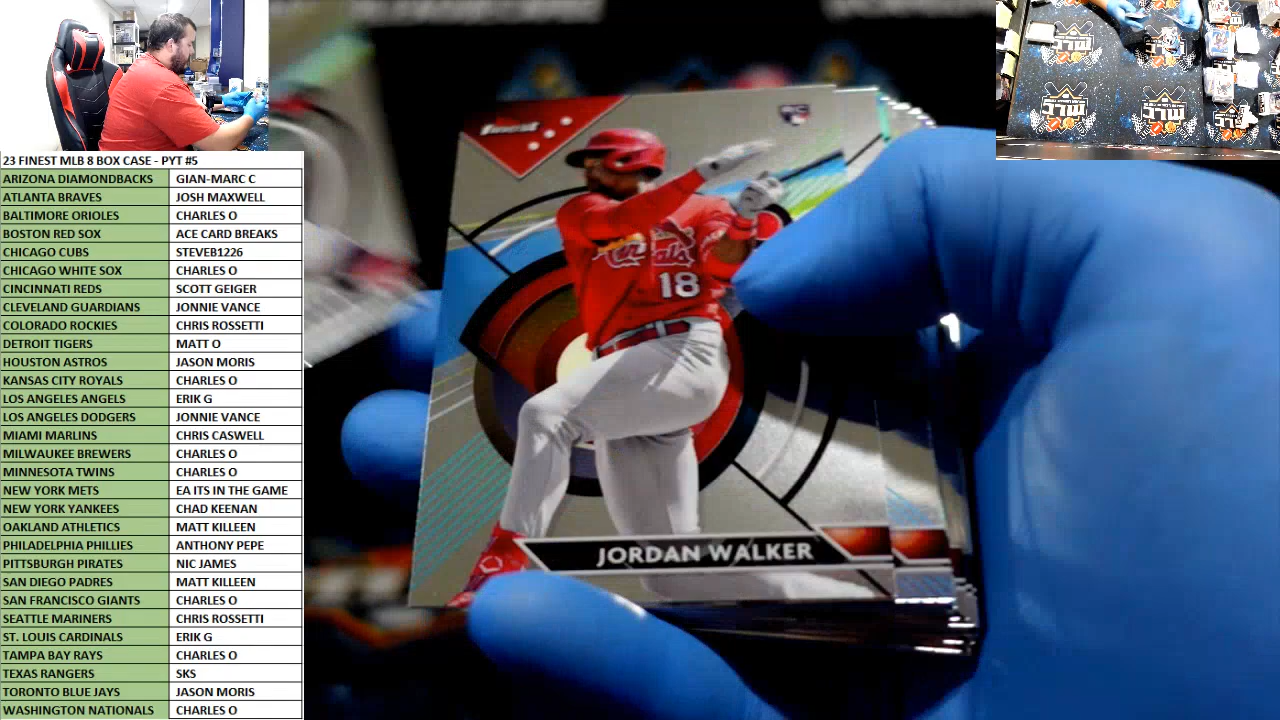 23 FINEST MLB 8 BOX CASE - PYT #5
ARIZONA DIAMONDBACKS GIAN-MARC C
ATLANTA BRAVES JOSH MAXWELL
BALTIMORE ORIOLES CHARLES O
BOSTON RED SOX ACE CARD BREAKS
CHICAGO CUBS STEVEB1226
CHICAGO WHITE SOX CHARLES O
CINCINNATI REDS SCOTT GEIGER
CLEVELAND GUARDIANS JONNIE VANCE
COLORADO ROCKIES CHRIS ROSSETTI
DETROIT TIGERS MATT O
HOUSTON ASTROS JASON MORIS
KANSAS CITY ROYALS CHARLES O
LOS ANGELES ANGELS ERIK G
LOS ANGELES DODGERS JONNIE VANCE
MIAMI MARLINS CHRIS CASWELL
MILWAUKEE BREWERS CHARLES O
MINNESOTA TWINS CHARLES O
NEW YORK METS EA ITS IN THE GAME
NEW YORK YANKEES CHAD KEENAN
OAKLAND ATHLETICS MATT KILLEEN
PHILADELPHIA PHILLIES ANTHONY PEPE
PITTSBURGH PIRATES NIC JAMES
SAN DIEGO PADRES MATT KILLEEN
SAN FRANCISCO GIANTS CHARLES O
SEATTLE MARINERS CHRIS ROSSETTI
ST. LOUIS CARDINALS ERIK G
TAMPA BAY RAYS CHARLES O
TEXAS RANGERS SKS
TORONTO BLUE JAYS JASON MORIS
WASHINGTON NATIONALS CHARLES O
finest
RC
18
JORDAN WALKER
MLCC
MLCC
MLCC
MLCC